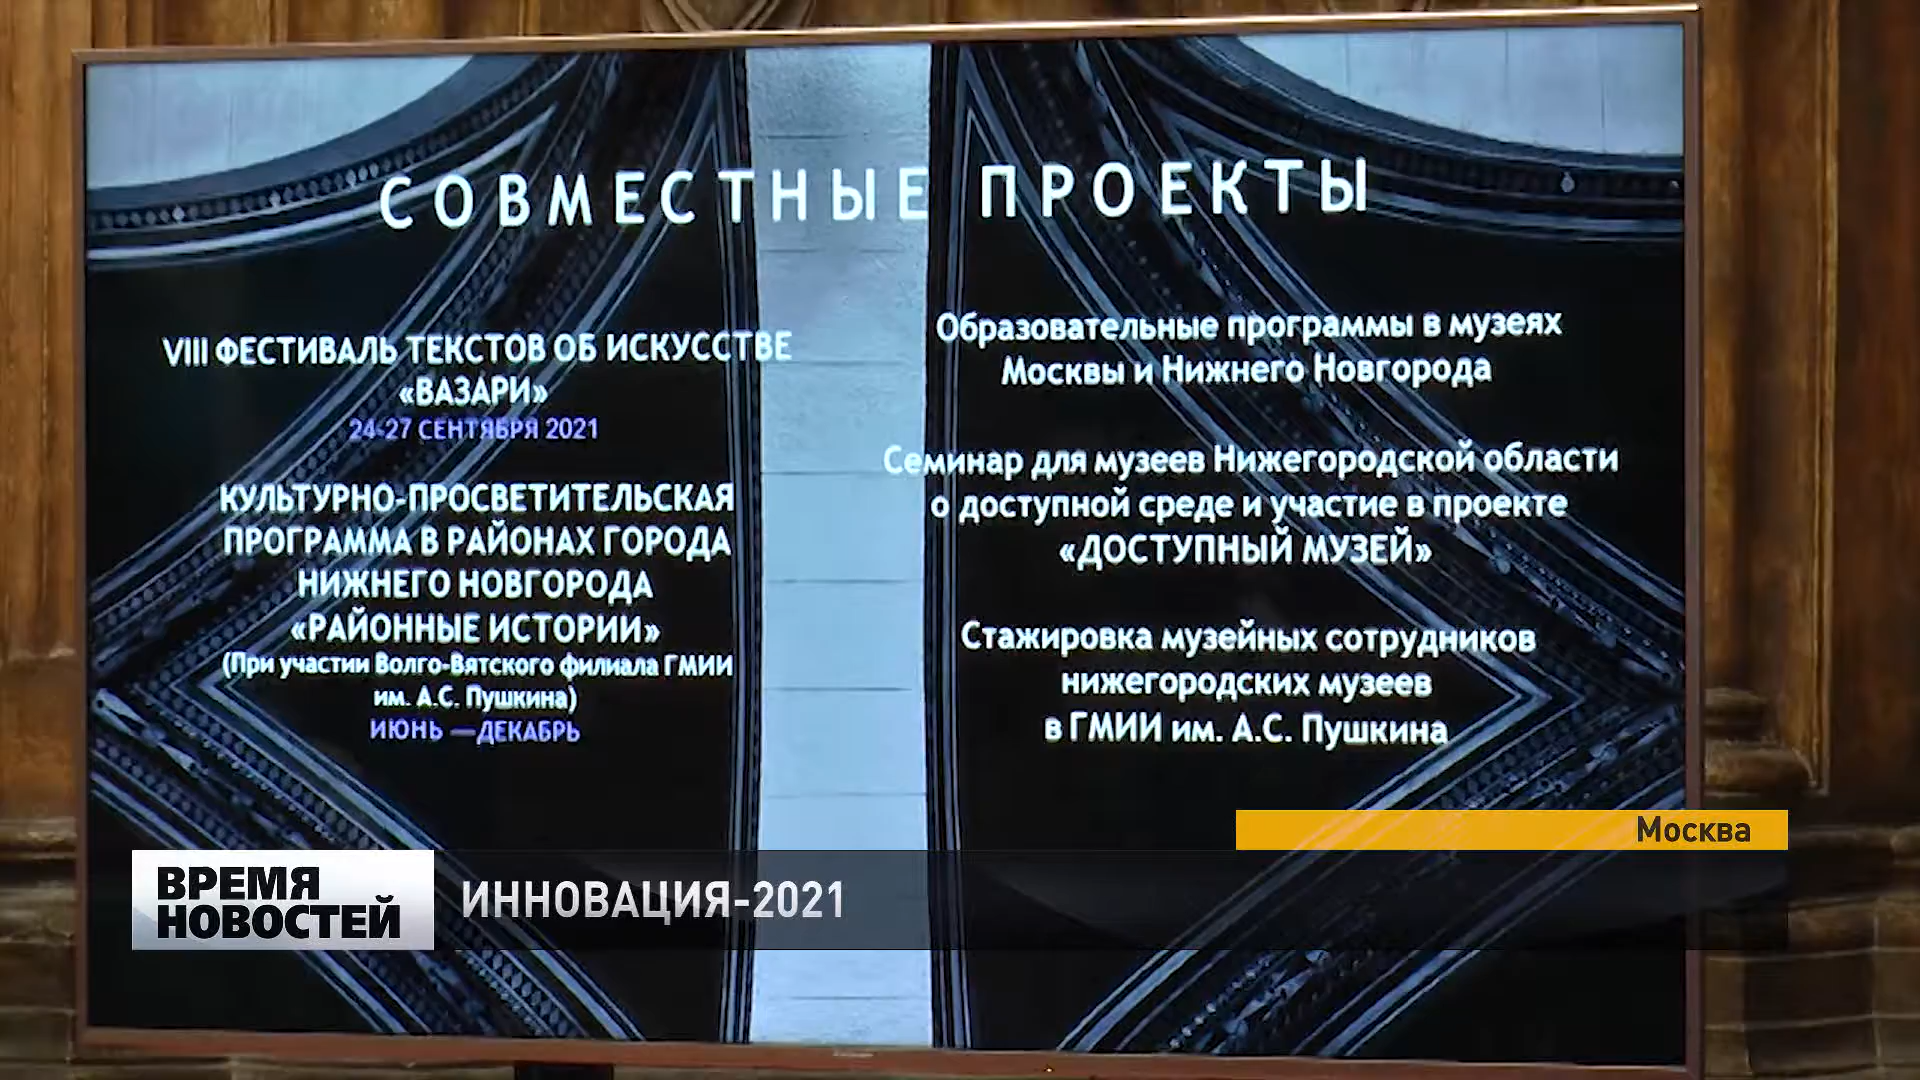 СОВМЕСТНЫЕ ПРОЕКТЫ
VIII ФЕСТИВАЛЬ ТЕКСТОВ ОБ ИСКУССТВЕ
«ВАЗАРИ»
24-27 СЕНТЯБРЯ 2021
КУЛЬТУРНО-ПРОСВЕТИТЕЛЬСКАЯ
ПРОГРАММА В РАЙОНАХ ГОРОДА
НИЖНЕГО НОВГОРОДА
«РАЙОННЫЕ ИСТОРИИ»
(При участии Волго-Вятского филиала ГМИИ
им. А.С. Пушкина)
ИЮНЬ —ДЕКАБРЬ
Образовательные программы в музеях
Москвы и Нижнего Новгорода
Семинар для музеев Нижегородской области
о доступной среде и участие в проекте
«ДОСТУПНЫЙ МУЗЕЙ»
Стажировка музейных сотрудников
нижегородских музеев
в ГМИИ им. А.С. Пушкина
Москва
ВРЕМЯ
НОВОСТЕЙ
ИННОВАЦИЯ-2021